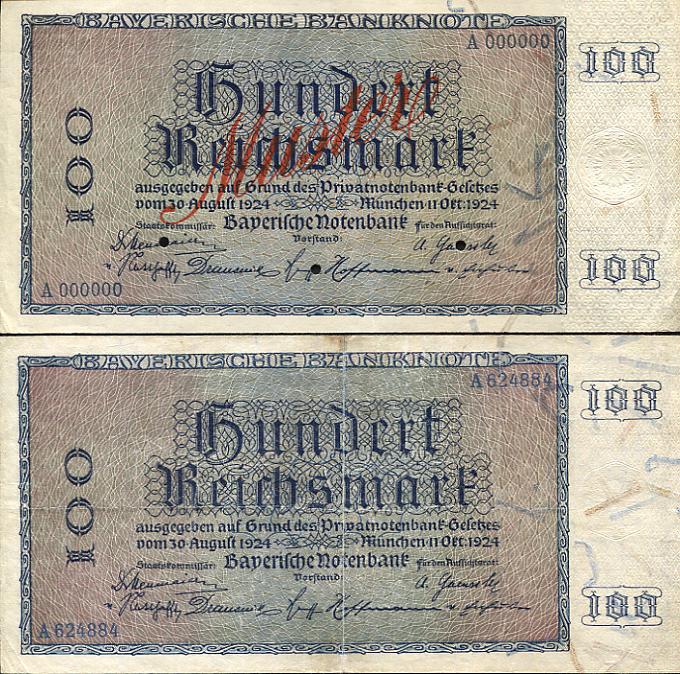 BAYERISCHE BANKNOTE
A 000000
100
100
Hundert
Muster
Reichsmark
ausgegeben auf Grund des Privatnotenbank-Gesetzes
vom 30 August 1924 München 11 Okt. 1924
Staatskommissär: Bayerische Notenbank Für den Aufsichtsrat:
Vorstand:
Hoffmann
A 000000
100
BAYERISCHE BANKNOTE
A 624884
100
100
Hundert
Reichsmark
ausgegeben auf Grund des Privatnotenbank-Gesetzes
vom 30 August 1924 München 11 Okt. 1924
Staatskommissär: Bayerische Notenbank Für den Aufsichtsrat:
Vorstand:
Hoffmann
A 624884
100